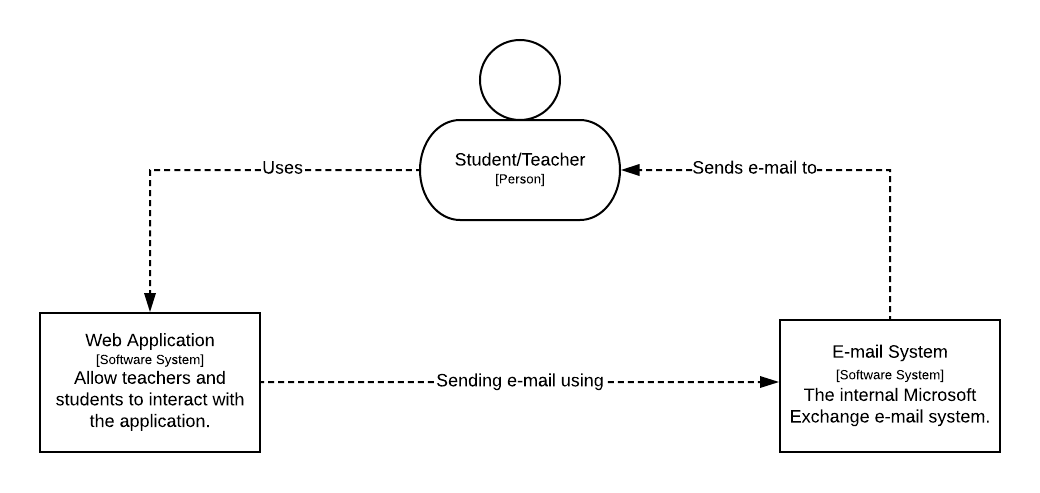 Student/Teacher
[Person]
Uses
Sends e-mail to
Web Application
[Software System]
Allow teachers and
students to interact with
the application.
Sending e-mail using
E-mail System
[Software System]
The internal Microsoft
Exchange e-mail system.